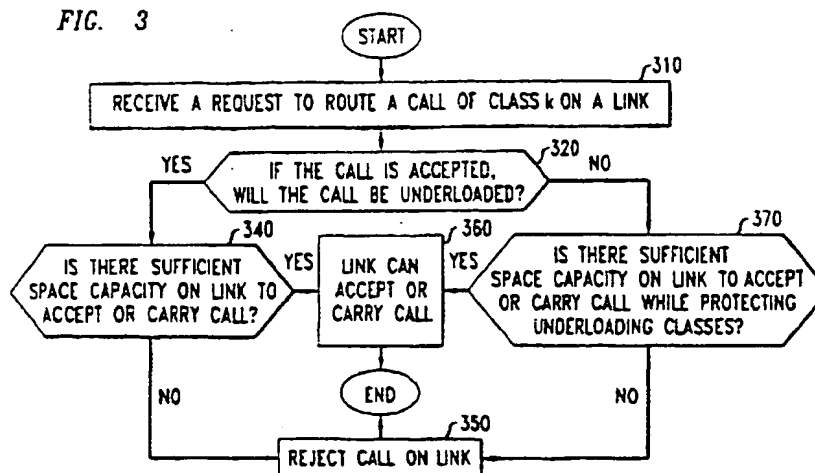 FIG. 3
START
310
RECEIVE A REQUEST TO ROUTE A CALL OF CLASS k ON A LINK
320
YES
IF THE CALL IS ACCEPTED,
WILL THE CALL BE UNDERLOADED?
NO
340
IS THERE SUFFICIENT
SPACE CAPACITY ON LINK TO
ACCEPT OR CARRY CALL?
YES
360
LINK CAN
ACCEPT OR
CARRY CALL
YES
370
IS THERE SUFFICIENT
SPACE CAPACITY ON LINK TO ACCEPT
OR CARRY CALL WHILE PROTECTING
UNDERLOADING CLASSES?
NO
END
NO
350
REJECT CALL ON LINK